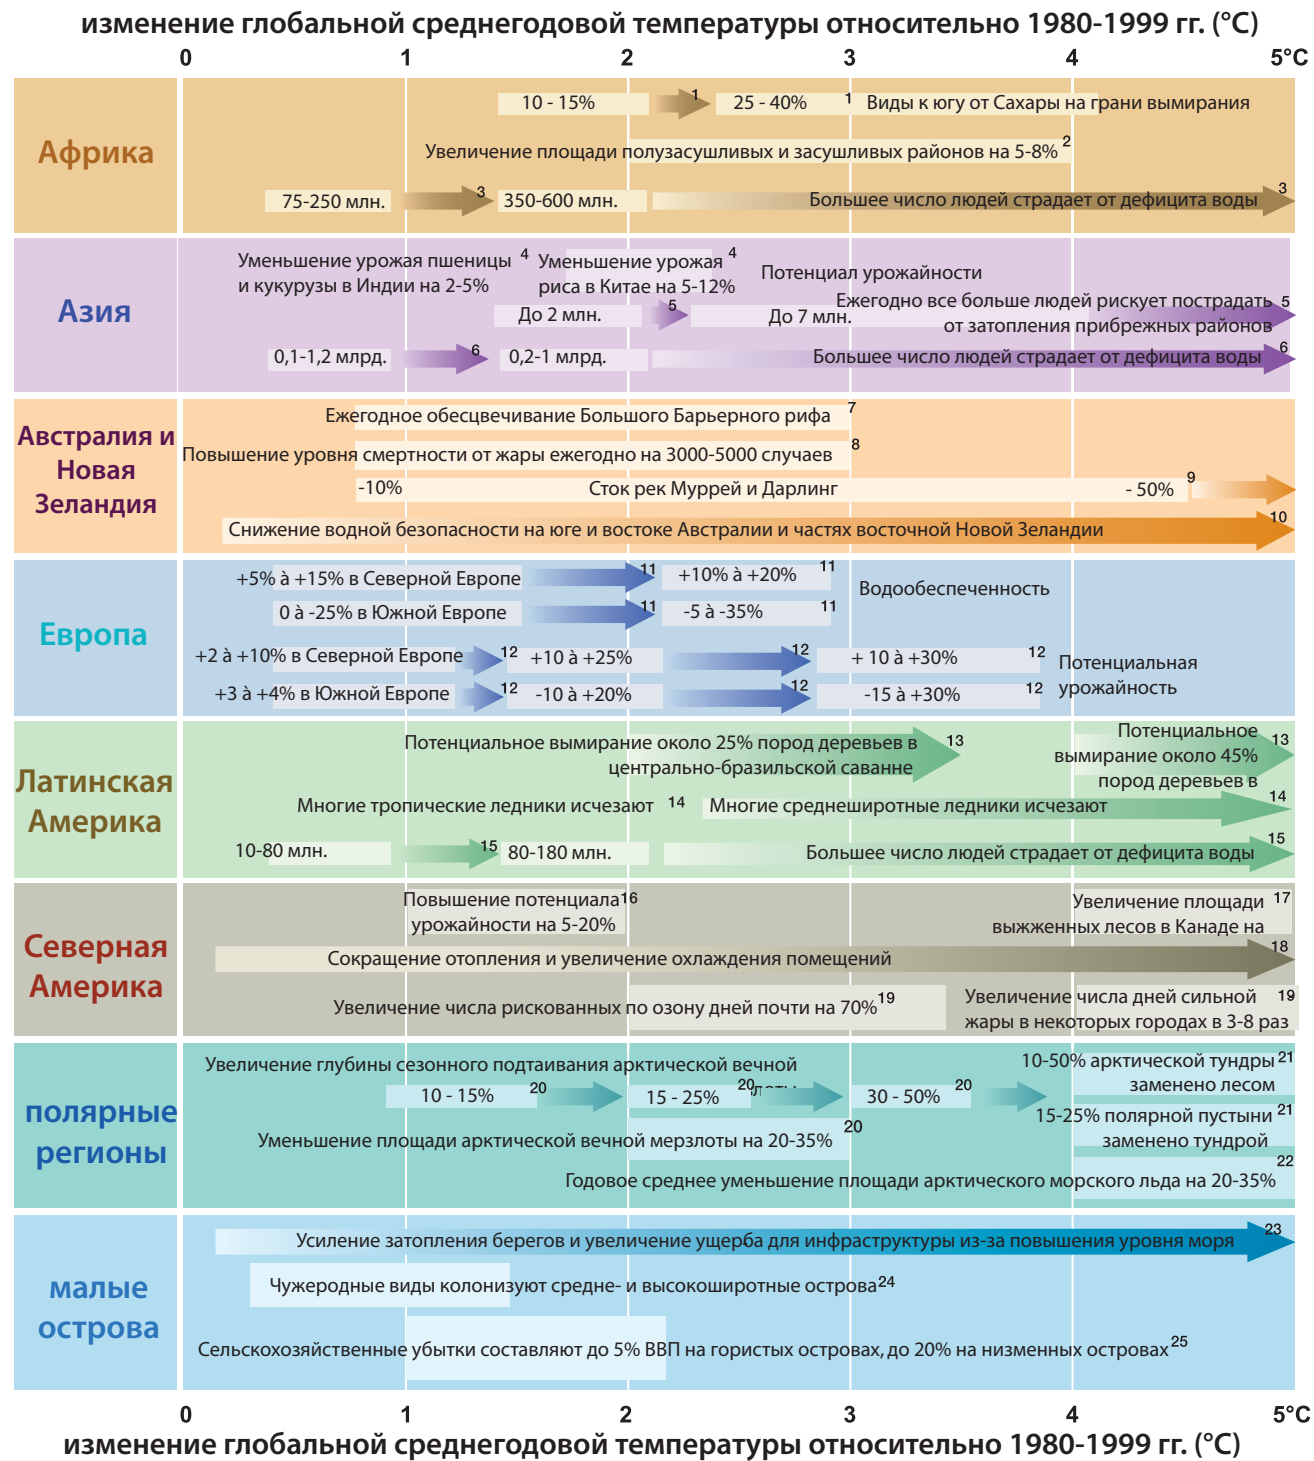 изменение глобальной среднегодовой температуры относительно 1980-1999 гг. (°C)
0 1 2 3 4 5°C
Африка
10 - 15% 1 25 - 40% 1 Виды к югу от Сахары на грани вымирания
Увеличение площади полузасушливых и засушливых районов на 5-8% 2
75-250 млн. 3 350-600 млн. Большее число людей страдает от дефицита воды 3
Азия
Уменьшение урожая пшеницы 4
и кукурузы в Индии на 2-5%
Уменьшение урожая 4
риса в Китае на 5-12%
Потенциал урожайности
До 2 млн. 5 До 7 млн.
Ежегодно все больше людей рискует пострадать 5
от затопления прибрежных районов
0,1-1,2 млрд. 6 0,2-1 млрд. Большее число людей страдает от дефицита воды 6
Австралия и
Новая
Зеландия
Ежегодное обесцвечивание Большого Барьерного рифа 7
Повышение уровня смертности от жары ежегодно на 3000-5000 случаев 8
-10% Сток рек Муррей и Дарлинг - 50% 9
Снижение водной безопасности на юге и востоке Австралии и частях восточной Новой Зеландии 10
Европа
+5% à +15% в Северной Европе 11 +10% à +20% 11
Водообеспеченность
0 à -25% в Южной Европе 11 -5 à -35% 11
+2 à +10% в Северной Европе 12 +10 à +25% 12 + 10 à +30% 12
Потенциальная
урожайность
+3 à +4% в Южной Европе 12 -10 à +20% 12 -15 à +30% 12
Латинская
Америка
Потенциальное вымирание около 25% пород деревьев в 13
центрально-бразильской саванне
Потенциальное 13
вымирание около 45%
пород деревьев в
Многие тропические ледники исчезают 14 Многие среднеширотные ледники исчезают 14
10-80 млн. 15 80-180 млн. Большее число людей страдает от дефицита воды 15
Северная
Америка
Повышение потенциала 16
урожайности на 5-20%
Увеличение площади 17
выжженных лесов в Канаде на
Сокращение отопления и увеличение охлаждения помещений 18
Увеличение числа рискованных по озону дней почти на 70% 19
Увеличение числа дней сильной 19
жары в некоторых городах в 3-8 раз
полярные
регионы
Увеличение глубины сезонного подтаивания арктической вечной
10 - 15% 20 15 - 25% 20 30 - 50% 20
10-50% арктической тундры 21
заменено лесом
15-25% полярной пустыни 21
заменено тундрой
Уменьшение площади арктической вечной мерзлоты на 20-35% 20
Годовое среднее уменьшение площади арктического морского льда на 20-35% 22
малые
острова
Усиление затопления берегов и увеличение ущерба для инфраструктуры из-за повышения уровня моря 23
Чужеродные виды колонизуют средне- и высокоширотные острова 24
Сельскохозяйственные убытки составляют до 5% ВВП на гористых островах, до 20% на низменных островах 25
0 1 2 3 4 5°C
изменение глобальной среднегодовой температуры относительно 1980-1999 гг. (°C)